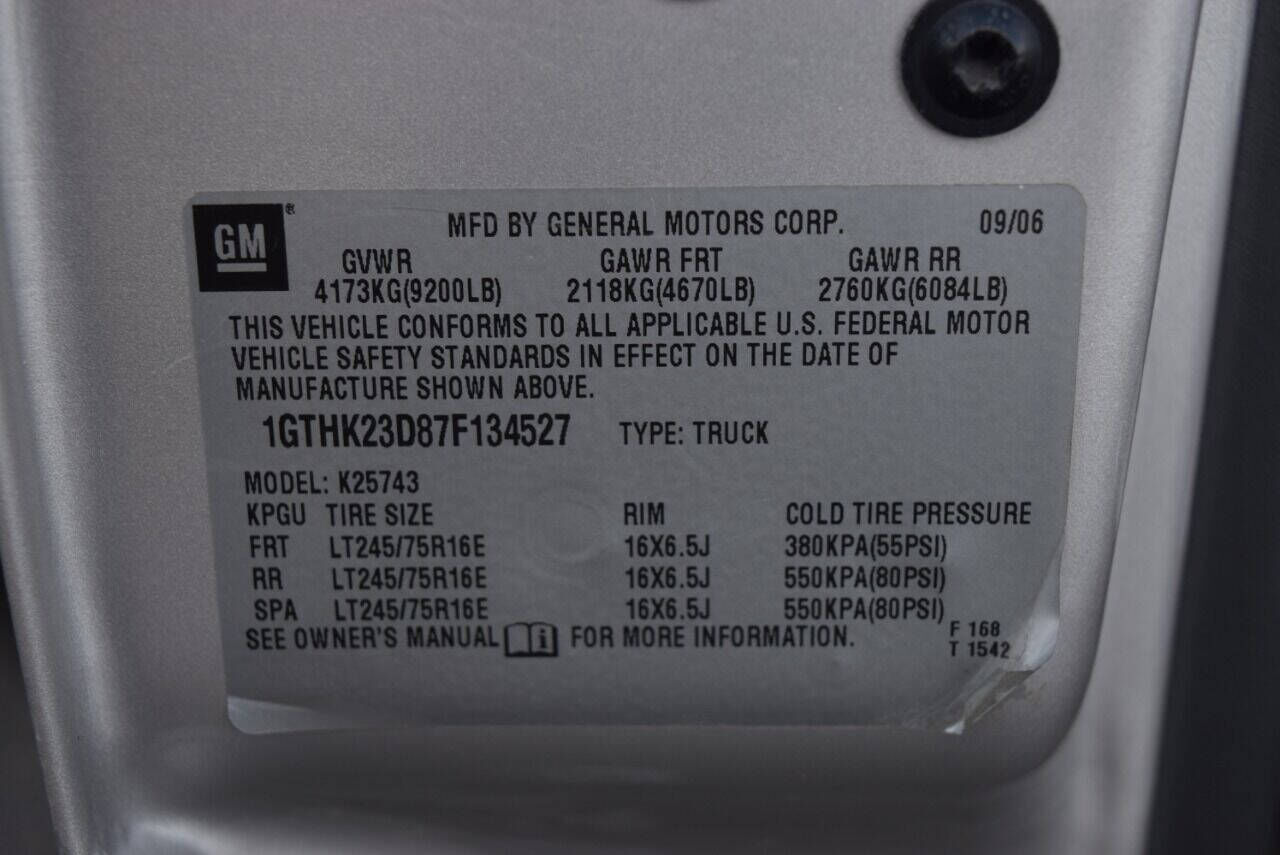 GM ® MFD BY GENERAL MOTORS CORP. 09/06
GVWR GAWR FRT GAWR RR
4173KG(9200LB) 2118KG(4670LB) 2760KG(6084LB)
THIS VEHICLE CONFORMS TO ALL APPLICABLE U.S. FEDERAL MOTOR
VEHICLE SAFETY STANDARDS IN EFFECT ON THE DATE OF
MANUFACTURE SHOWN ABOVE.
1GTHK23D87F134527 TYPE: TRUCK
MODEL: K25743
KPGU TIRE SIZE RIM COLD TIRE PRESSURE
FRT LT245/75R16E 16X6.5J 380KPA(55PSI)
RR LT245/75R16E 16X6.5J 550KPA(80PSI)
SPA LT245/75R16E 16X6.5J 550KPA(80PSI)
SEE OWNER'S MANUAL i FOR MORE INFORMATION.
F 168
T 1542